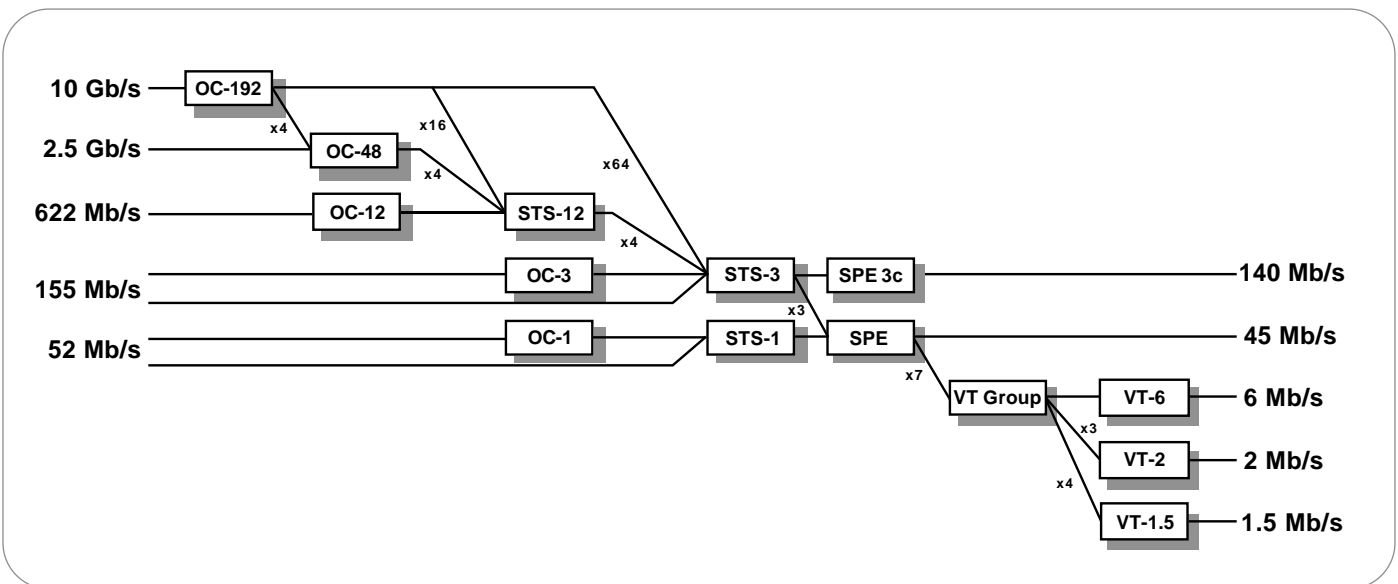 10 Gb/s
OC-192
x4
x16
2.5 Gb/s
OC-48
x4
x64
622 Mb/s
OC-12
STS-12
x4
155 Mb/s
OC-3
STS-3
SPE 3c
140 Mb/s
x3
52 Mb/s
OC-1
STS-1
SPE
45 Mb/s
x7
VT Group
VT-6
6 Mb/s
x3
VT-2
2 Mb/s
x4
VT-1.5
1.5 Mb/s